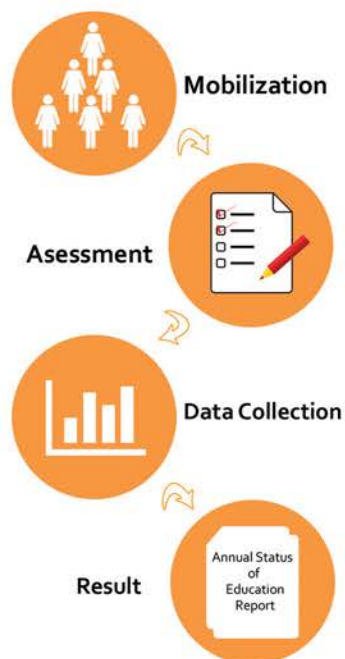 Mobilization
Asessment
Data Collection
Annual Status
of
Education
Report
Result